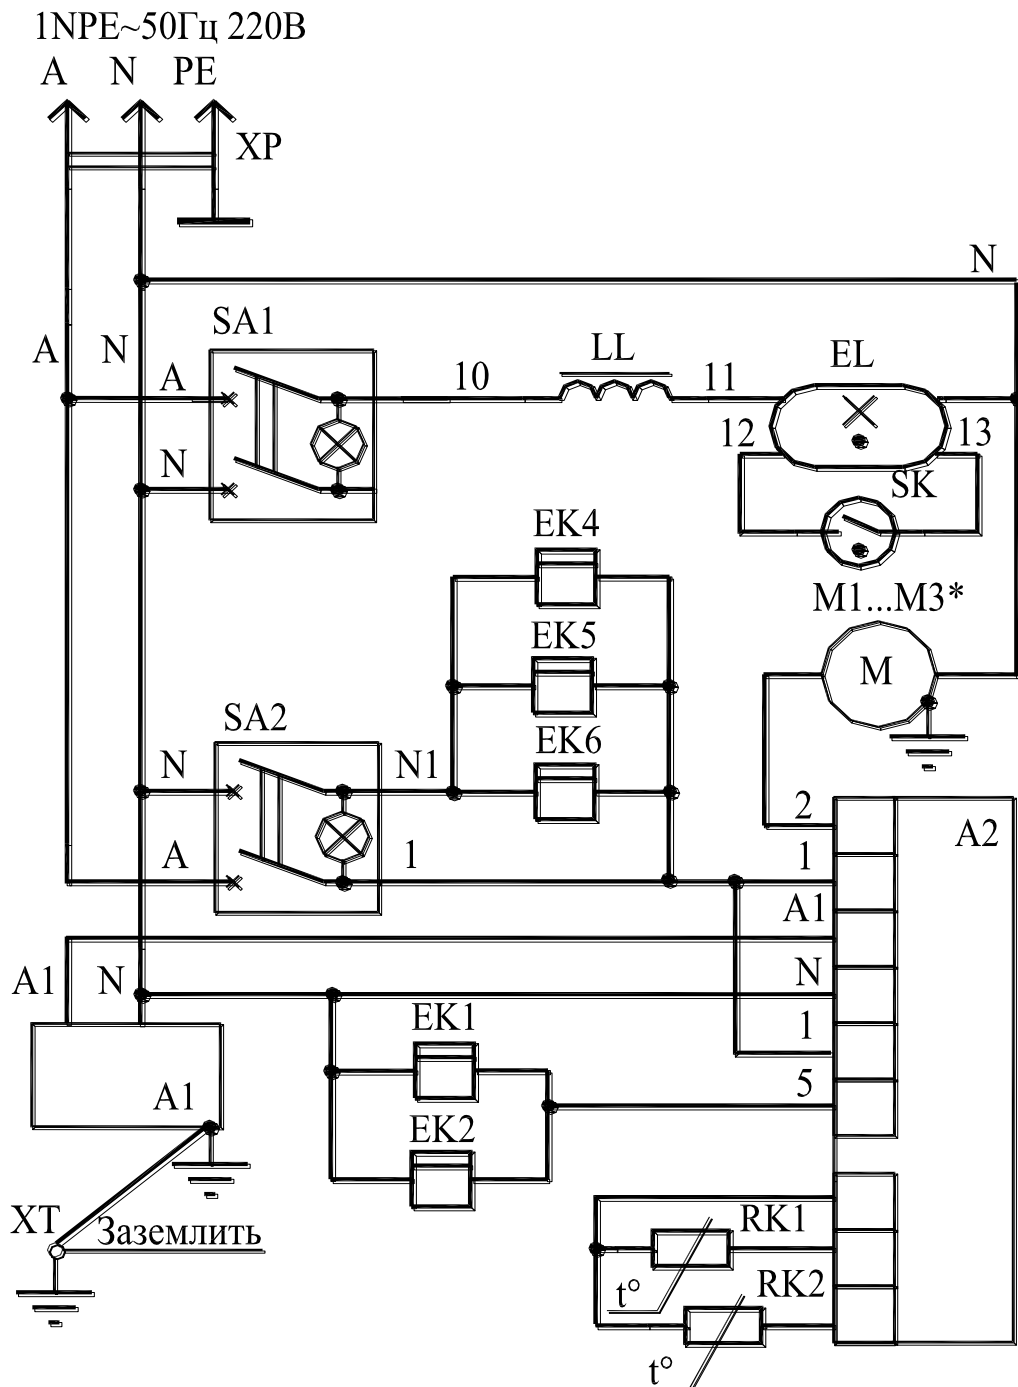 1NPE~50Гц 220В
A N PE
XP
N
SA1
A N
A
10
LL
11
EL
12
13
N
SK
EK4
M1...M3*
EK5
M
SA2
EK6
N
N1
2
A2
A
1
1
A1
A1 N
N
EK1
1
A1
5
EK2
XT
Заземлить
RK1
t°
RK2
t°